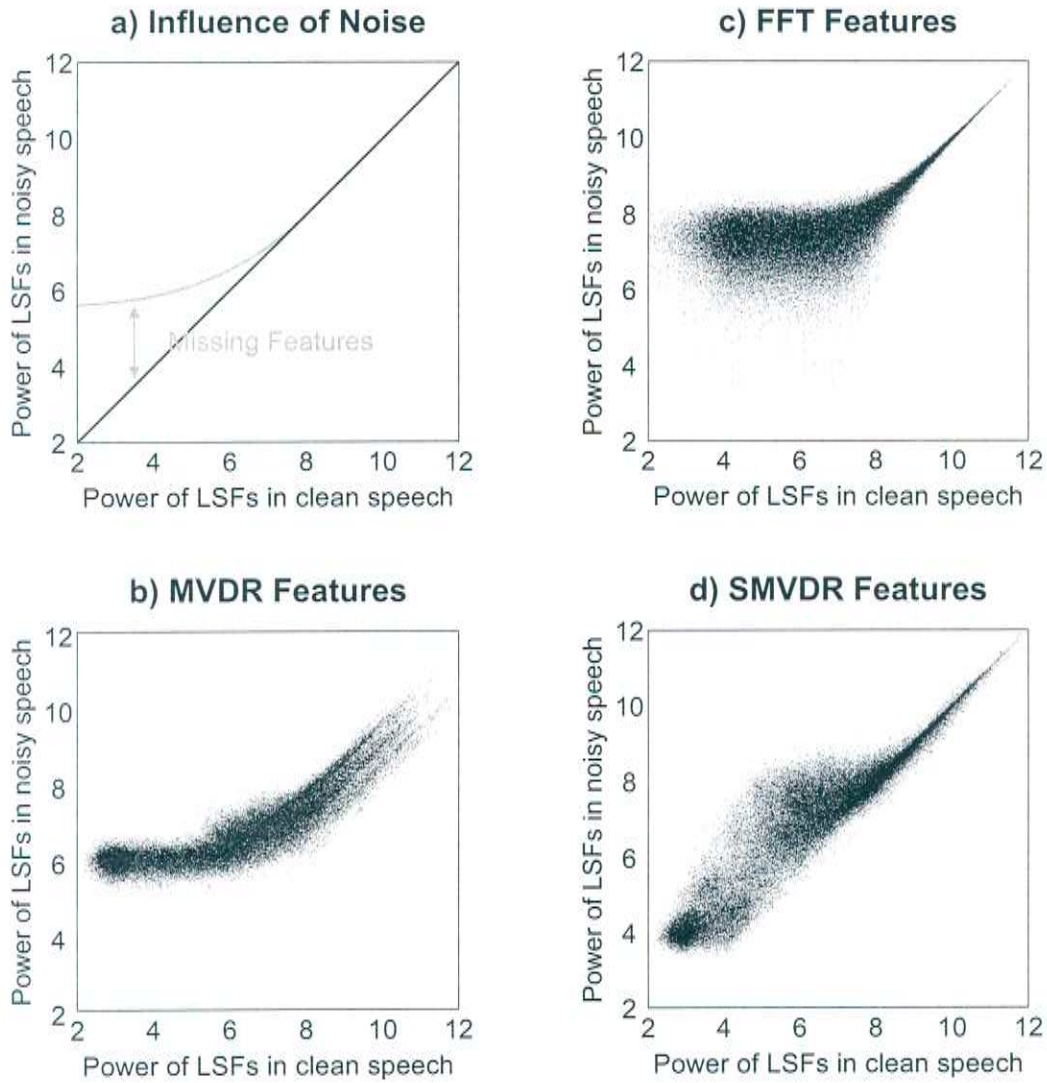 a) Influence of Noise
Power of LSFs in noisy speech
12
10
8
6
4
2
Missing Features
2 4 6 8 10 12
Power of LSFs in clean speech
c) FFT Features
Power of LSFs in noisy speech
12
10
8
6
4
2
2 4 6 8 10 12
Power of LSFs in clean speech
b) MVDR Features
Power of LSFs in noisy speech
12
10
8
6
4
2
2 4 6 8 10 12
Power of LSFs in clean speech
d) SMVDR Features
Power of LSFs in noisy speech
12
10
8
6
4
2
2 4 6 8 10 12
Power of LSFs in clean speech